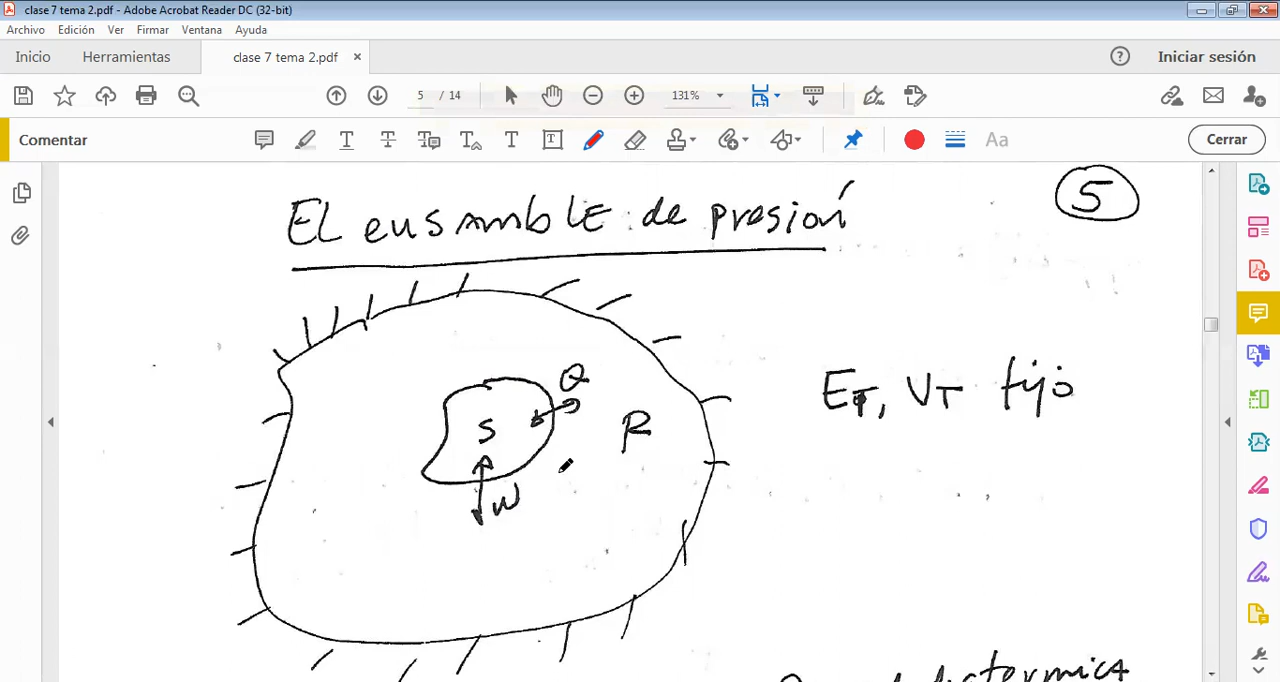 clase 7 tema 2.pdf - Adobe Acrobat Reader DC (32-bit)
Archivo Edición Ver Firmar Ventana Ayuda
Inicio Herramientas clase 7 tema 2.pdf × ? Iniciar sesión
5 / 14 131%
Comentar T T T T T Aa Cerrar
El ensamble de presión 5
Q
S R ET, VT fijo
W